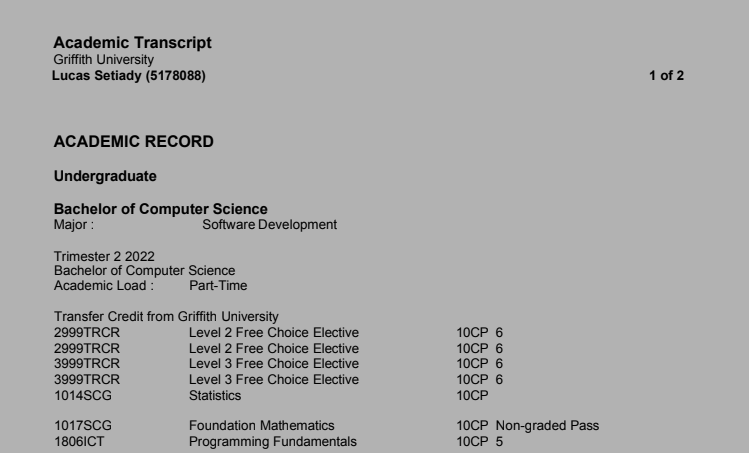 Academic Transcript
Griffith University
Lucas Setiady (5178088) 1 of 2
ACADEMIC RECORD
Undergraduate
Bachelor of Computer Science
Major : Software Development
Trimester 2 2022
Bachelor of Computer Science
Academic Load : Part-Time
Transfer Credit from Griffith University
2999TRCR Level 2 Free Choice Elective 10CP 6
2999TRCR Level 2 Free Choice Elective 10CP 6
3999TRCR Level 3 Free Choice Elective 10CP 6
3999TRCR Level 3 Free Choice Elective 10CP 6
1014SCG Statistics 10CP
1017SCG Foundation Mathematics 10CP Non-graded Pass
1806ICT Programming Fundamentals 10CP 5